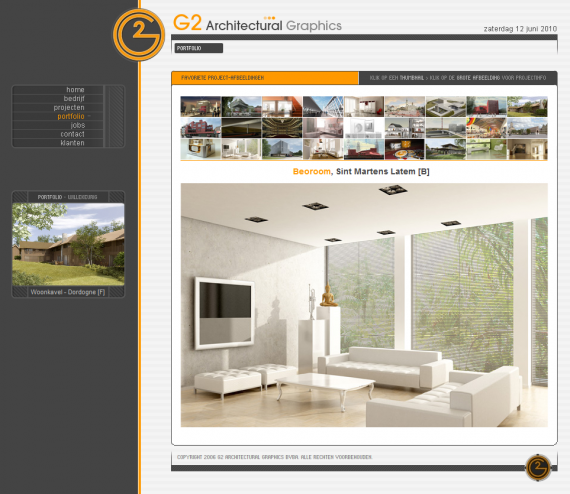 G2 Architectural Graphics
zaterdag 12 juni 2010
PORTFOLIO
home
bedrijf
projecten
portfolio
jobs
contact
klanten
FAVORIETE PROJECT-AFBEELDINGEN
KLIK OP EEN THUMBNAIL : KLIK OP DE GROTE AFBEELDING VOOR PROJECTINFO
Beoroom, Sint Martens Latem [B]
PORTFOLIO - WILLEKEURIG
Woonkavel - Dordogne [F]
COPYRIGHT 2006 G2 ARCHITECTURAL GRAPHICS BVBA. ALLE RECHTEN VOORBEHOUDEN.